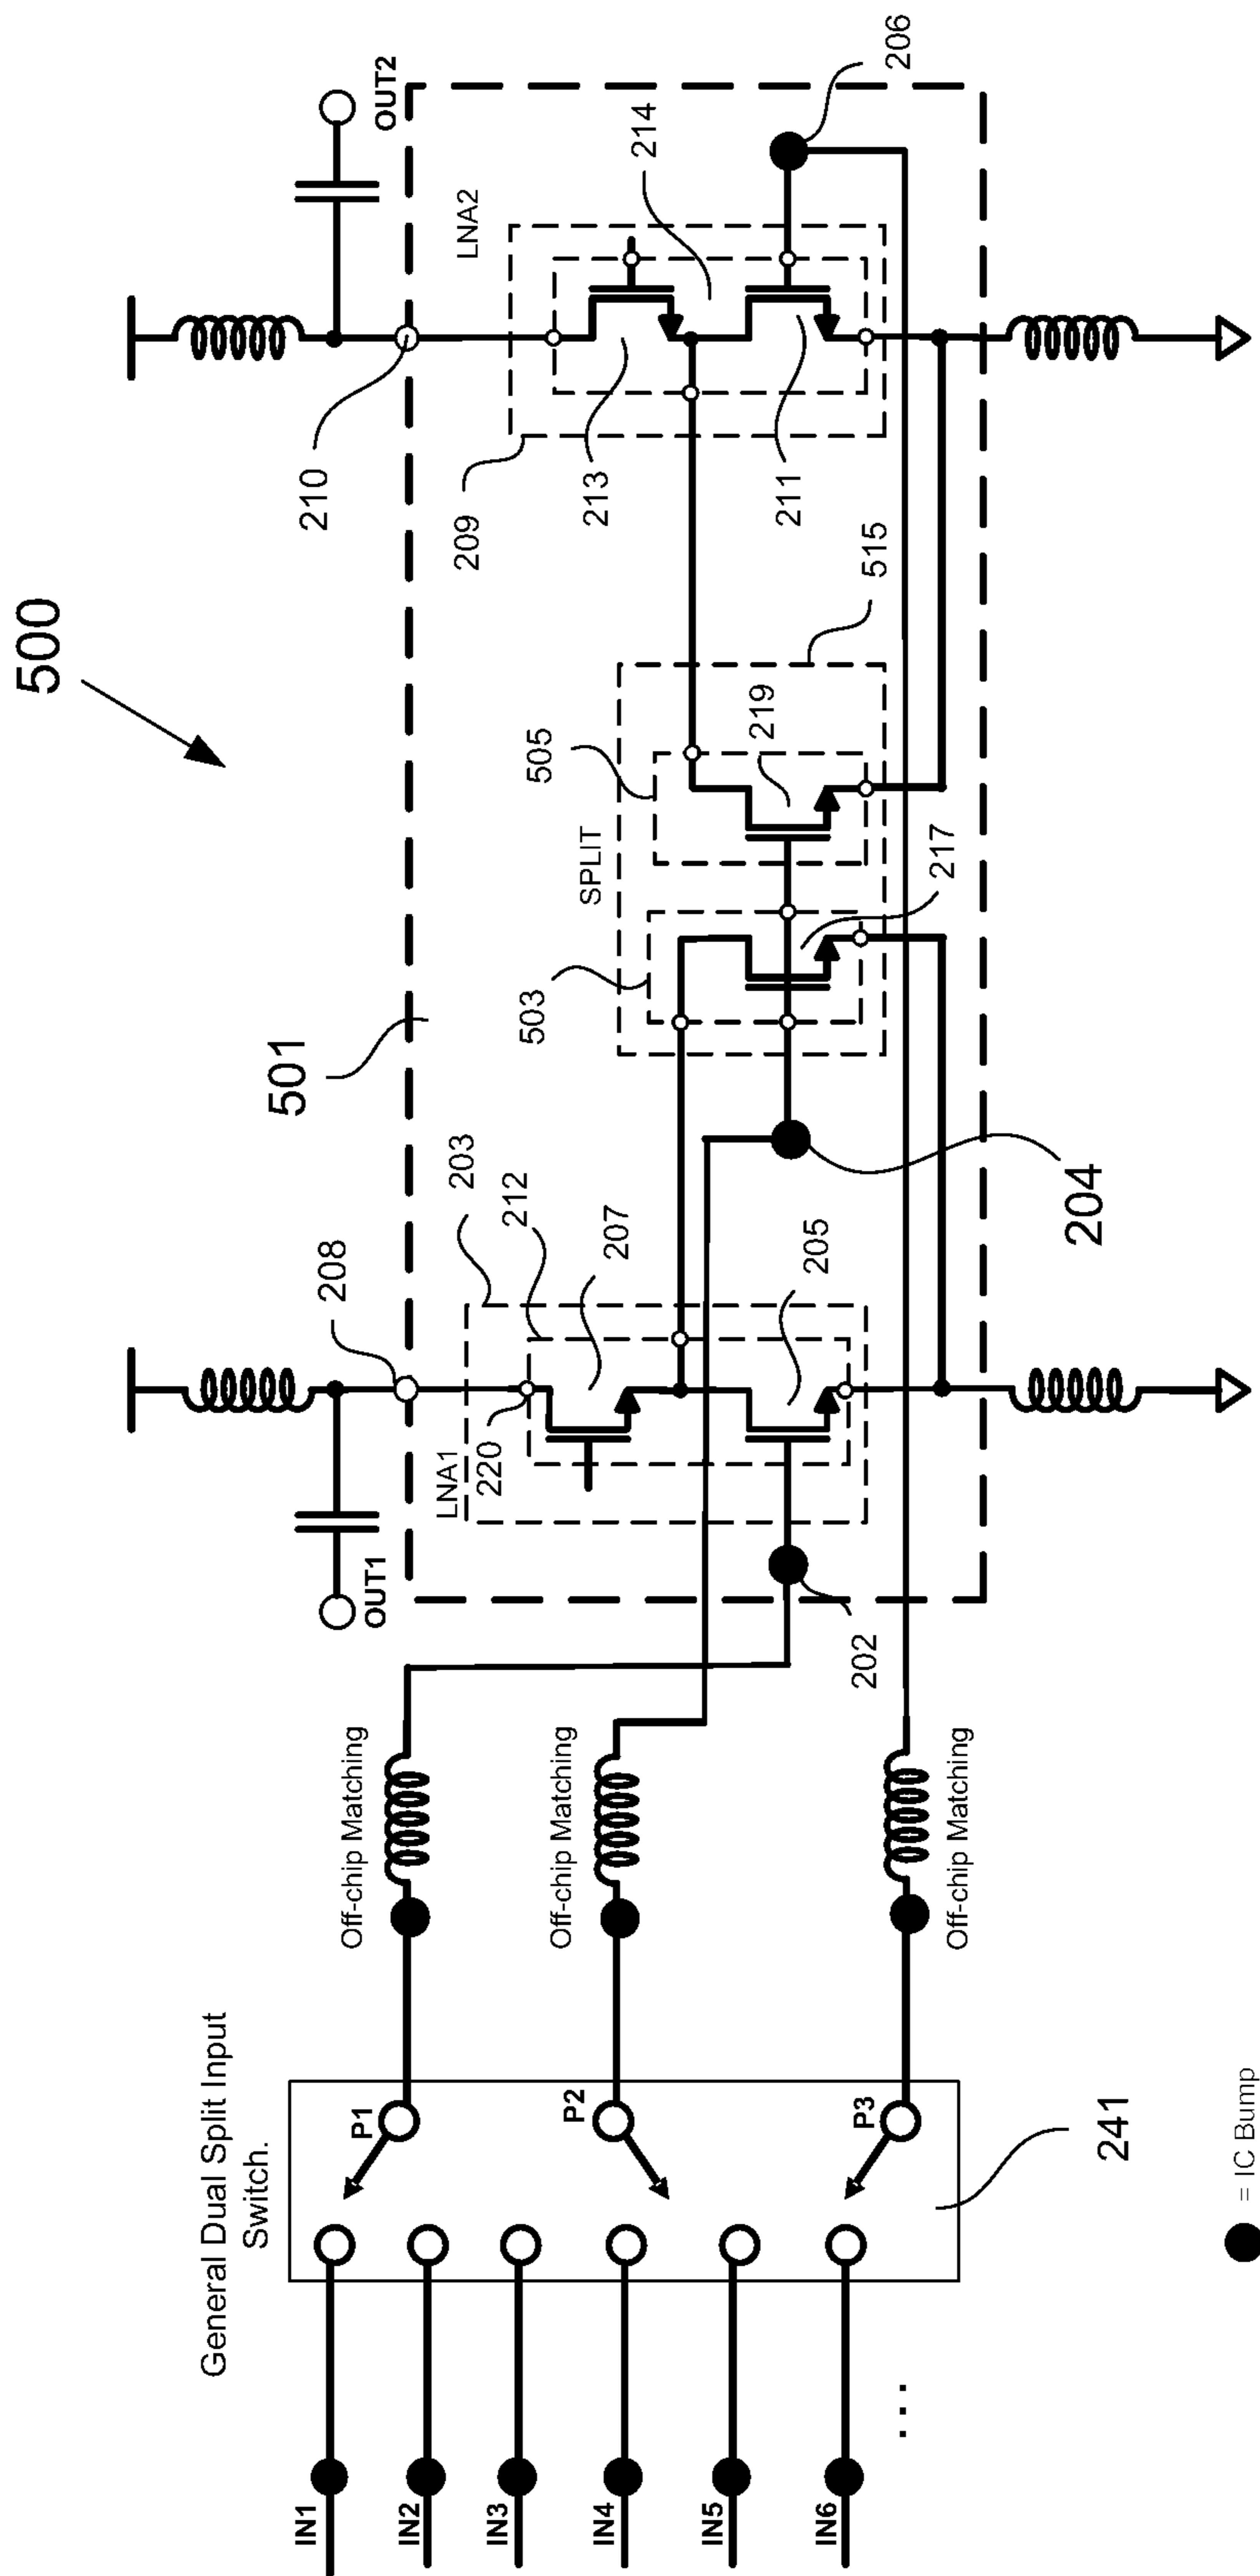 500
General Dual Split Input
Switch.
IN1
IN2
IN3
IN4
IN5
IN6
...
P1
P2
P3
241
Off-chip Matching
Off-chip Matching
Off-chip Matching
OUT1
208
501
210
OUT2
LNA1
220
203
212
207
205
202
204
SPLIT
503
505
217
219
515
209
LNA2
213
211
214
206
= IC Bump